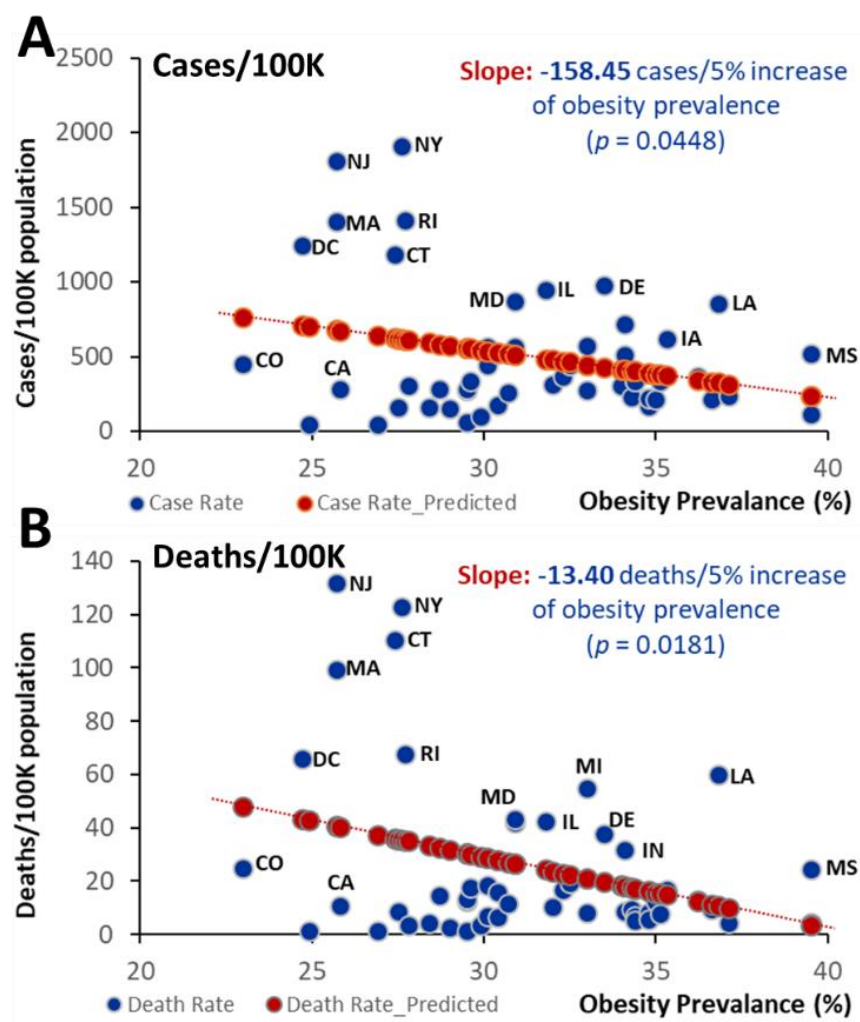 A
Cases/100K
Slope: -158.45 cases/5% increase
of obesity prevalence
(p = 0.0448)
Cases/100K population
2500
2000
1500
1000
500
0
NY
NJ
MA
RI
DC
CT
MD
IL
DE
LA
IA
MS
CO
CA
20
25
30
35
40
Case Rate
Case Rate_Predicted
Obesity Prevalance (%)
B
Deaths/100K
Slope: -13.40 deaths/5% increase
of obesity prevalence
(p = 0.0181)
Deaths/100K population
140
120
100
80
60
40
20
0
NJ
NY
CT
MA
DC
RI
MI
LA
MD
IL
DE
IN
MS
CO
CA
20
25
30
35
40
Death Rate
Death Rate_Predicted
Obesity Prevalance (%)